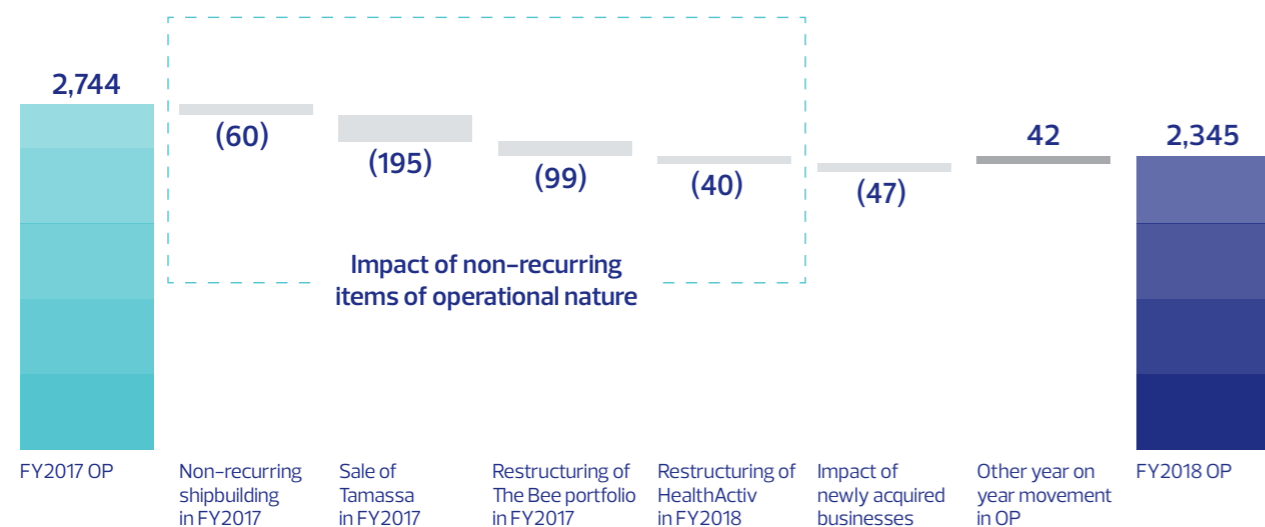 2,744
(60)
(195)
(99)
(40)
(47)
42
2,345
Impact of non-recurring
items of operational nature
FY2017 OP
Non-recurring
shipbuilding
in FY2017
Sale of
Tamassa
in FY2017
Restructuring of
The Bee portfolio
in FY2017
Restructuring of
HealthActiv
in FY2018
Impact of
newly acquired
businesses
Other year on
year movement
in OP
FY2018 OP